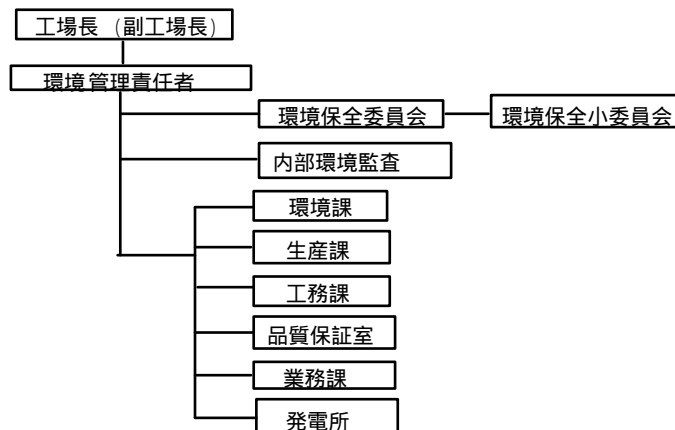 工場長（副工場長）
環境管理責任者
環境保全委員会
環境保全小委員会
内部環境監査
環境課
生産課
工務課
品質保証室
業務課
発電所